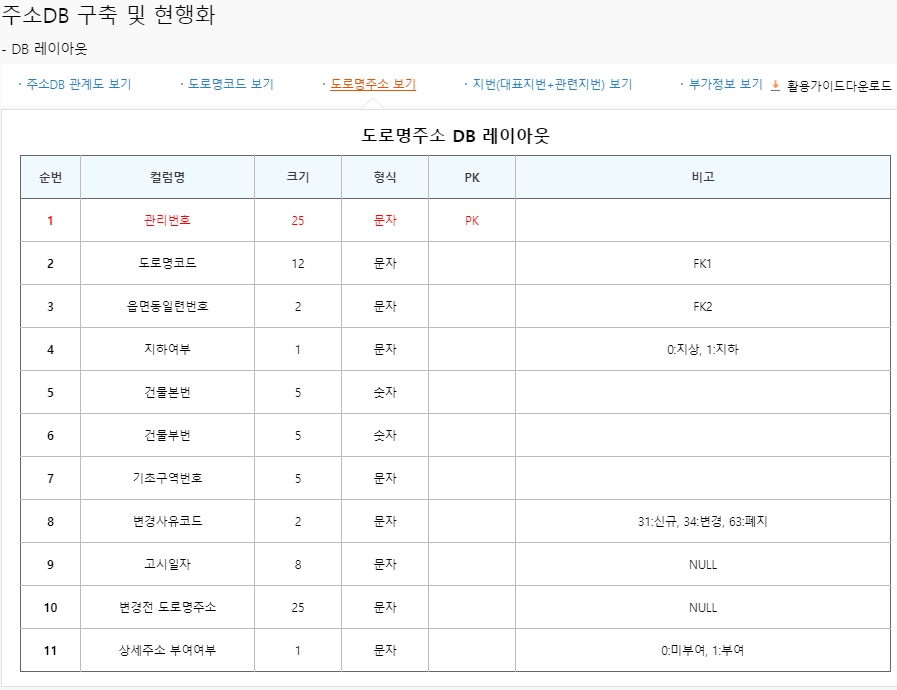 주소DB 구축 및 현행화
- DB 레이아웃
· 주소DB 관계도 보기 · 도로명코드 보기 · 도로명주소 보기 · 지번(대표지번+관련지번) 보기 · 부가정보 보기 활용가이드다운로드
도로명주소 DB 레이아웃
순번 컬럼명 크기 형식 PK 비고
1 관리번호 25 문자 PK
2 도로명코드 12 문자 FK1
3 읍면동일련번호 2 문자 FK2
4 지하여부 1 문자 0:지상, 1:지하
5 건물본번 5 숫자
6 건물부번 5 숫자
7 기초구역번호 5 문자
8 변경사유코드 2 문자 31:신규, 34:변경, 63:폐지
9 고시일자 8 문자 NULL
10 변경전 도로명주소 25 문자 NULL
11 상세주소 부여여부 1 문자 0:미부여, 1:부여